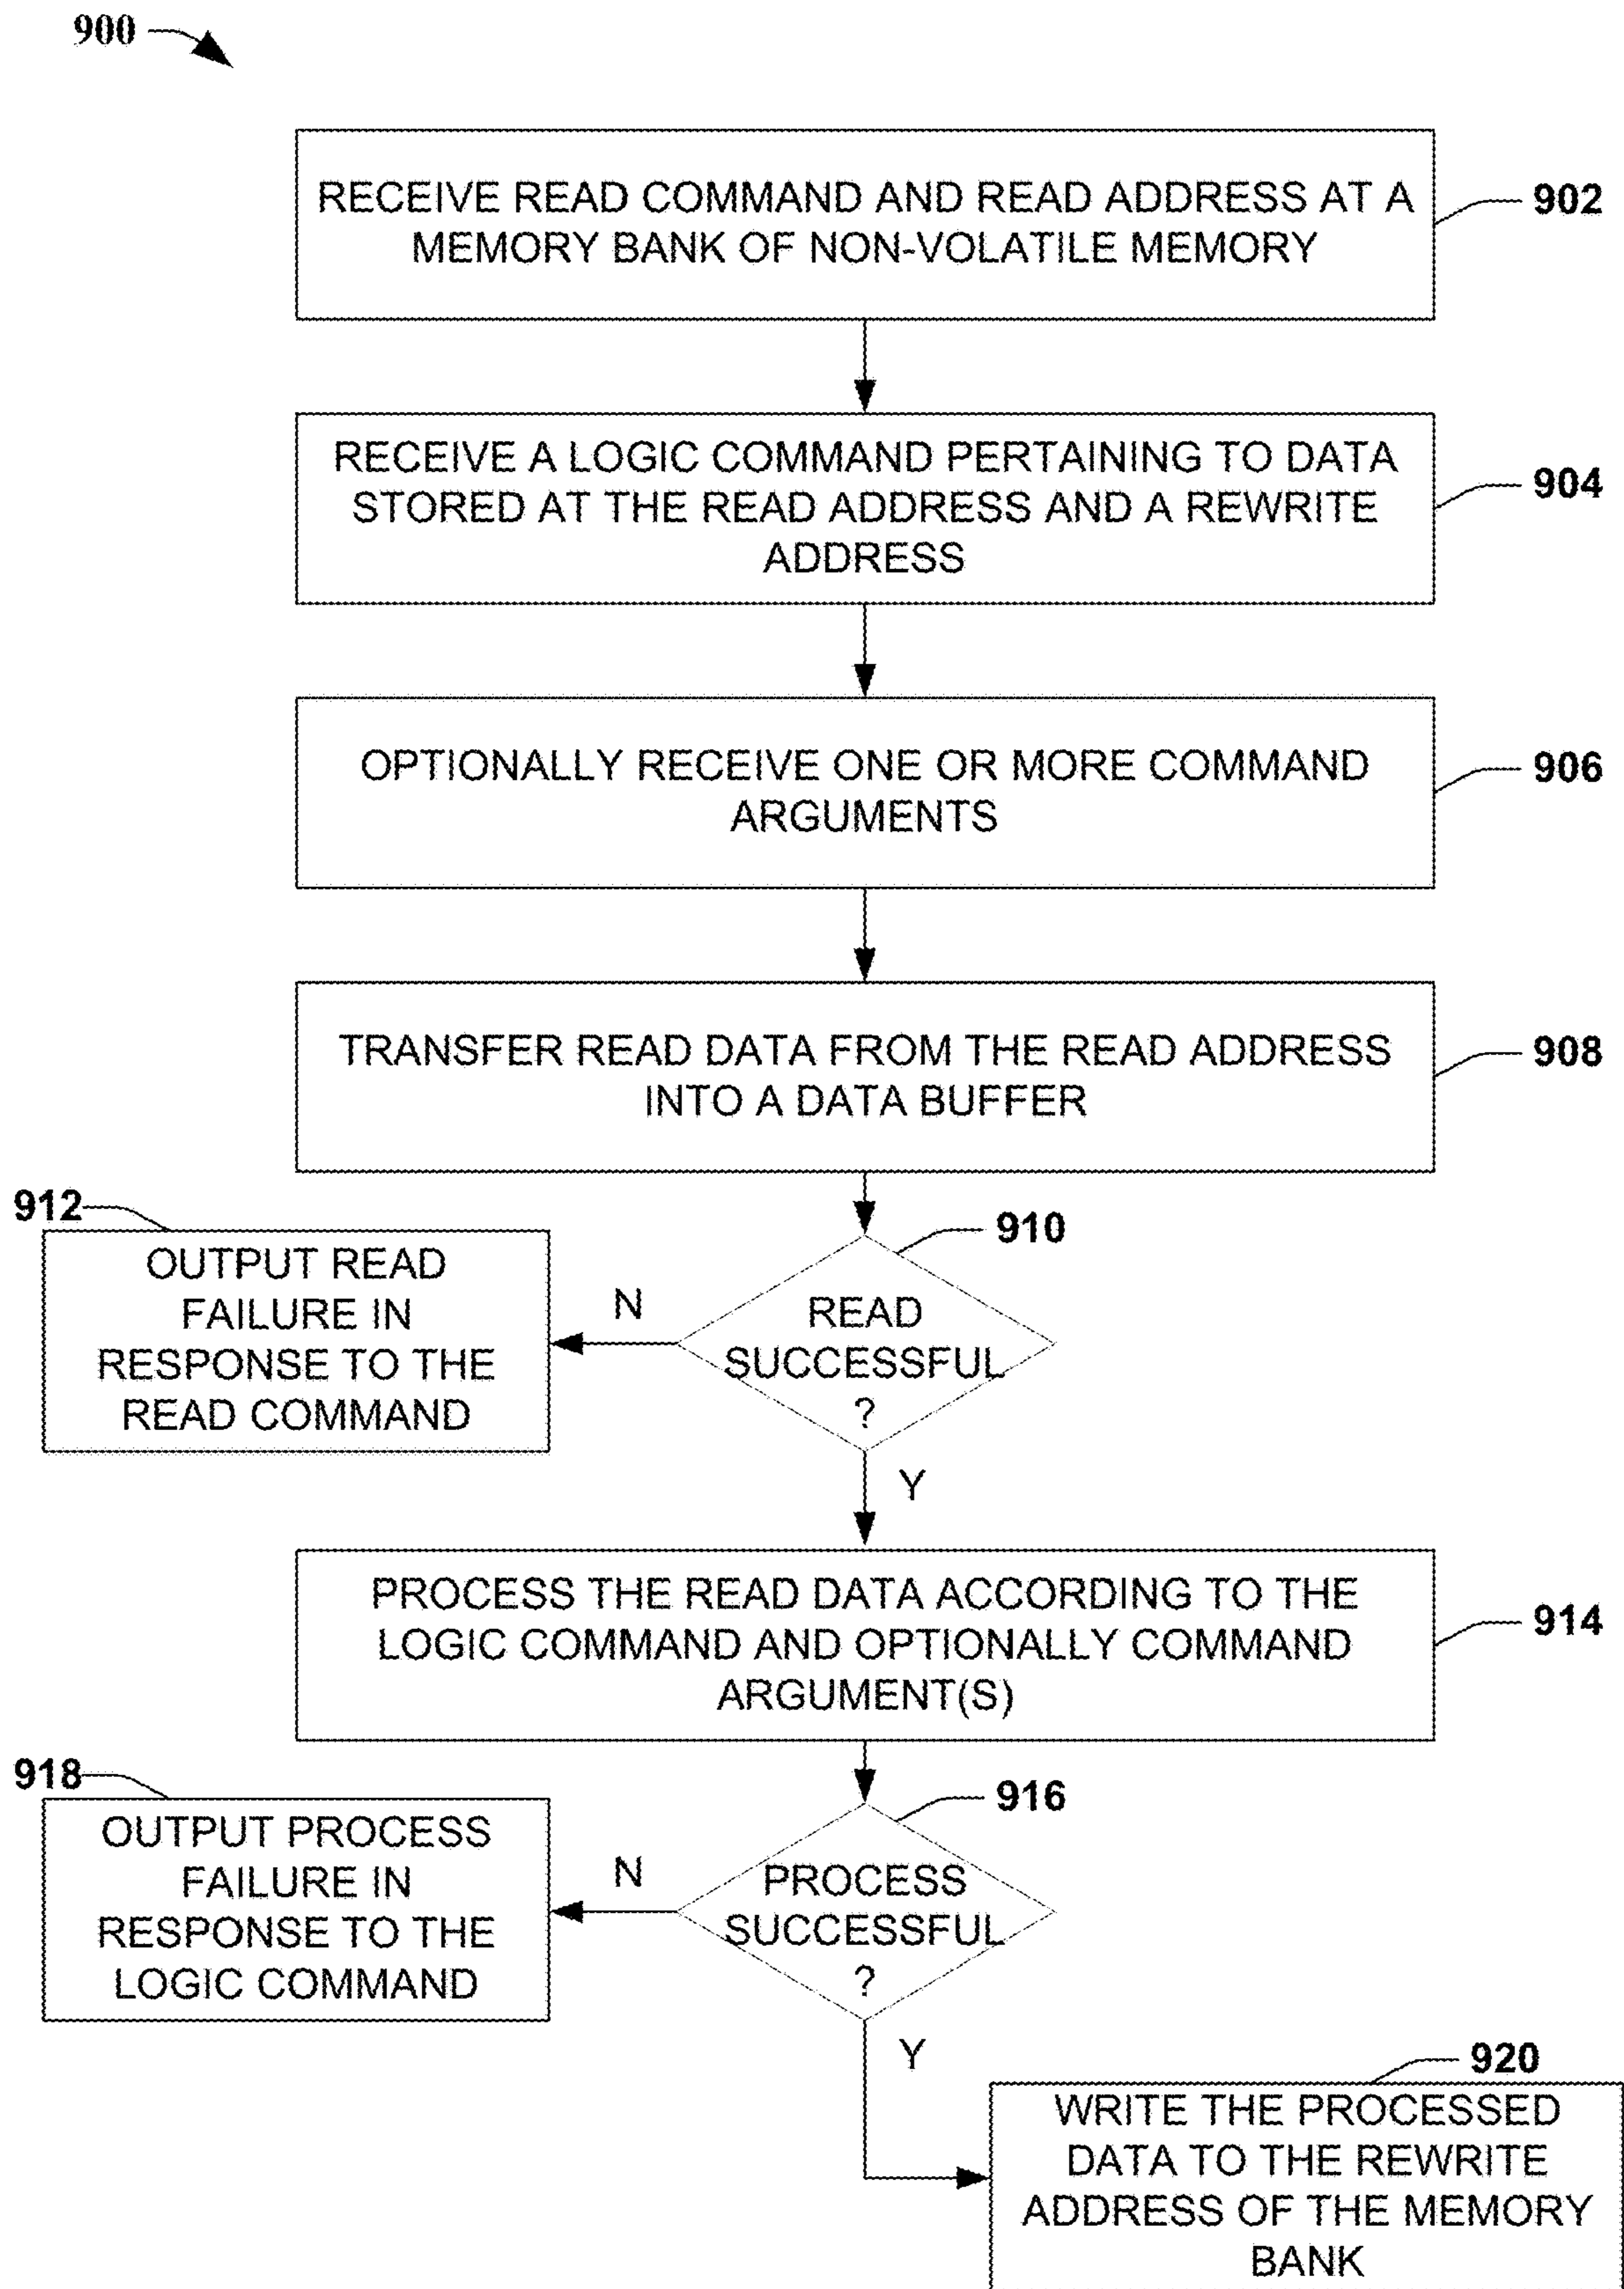 900
RECEIVE READ COMMAND AND READ ADDRESS AT A
MEMORY BANK OF NON-VOLATILE MEMORY
902
RECEIVE A LOGIC COMMAND PERTAINING TO DATA
STORED AT THE READ ADDRESS AND A REWRITE
ADDRESS
904
OPTIONALLY RECEIVE ONE OR MORE COMMAND
ARGUMENTS
906
TRANSFER READ DATA FROM THE READ ADDRESS
INTO A DATA BUFFER
908
910
READ
SUCCESSFUL
?
N
912
OUTPUT READ
FAILURE IN
RESPONSE TO THE
READ COMMAND
Y
PROCESS THE READ DATA ACCORDING TO THE
LOGIC COMMAND AND OPTIONALLY COMMAND
ARGUMENT(S)
914
916
PROCESS
SUCCESSFUL
?
N
918
OUTPUT PROCESS
FAILURE IN
RESPONSE TO THE
LOGIC COMMAND
Y
920
WRITE THE PROCESSED
DATA TO THE REWRITE
ADDRESS OF THE MEMORY
BANK